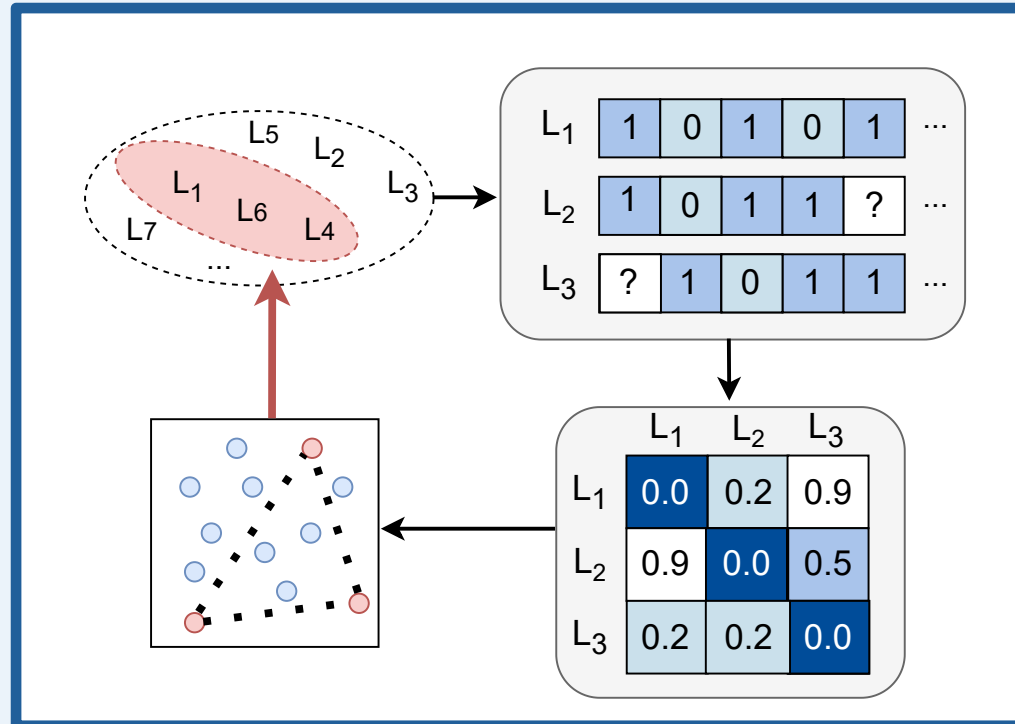 L5
L2
L1
L3
L6
L7
L4
...
L1 1 0 1 0 1 ...
L2 1 0 1 1 ? ...
L3 ? 1 0 1 1 ...
L1 L2 L3
L1 0.0 0.2 0.9
L2 0.9 0.0 0.5
L3 0.2 0.2 0.0